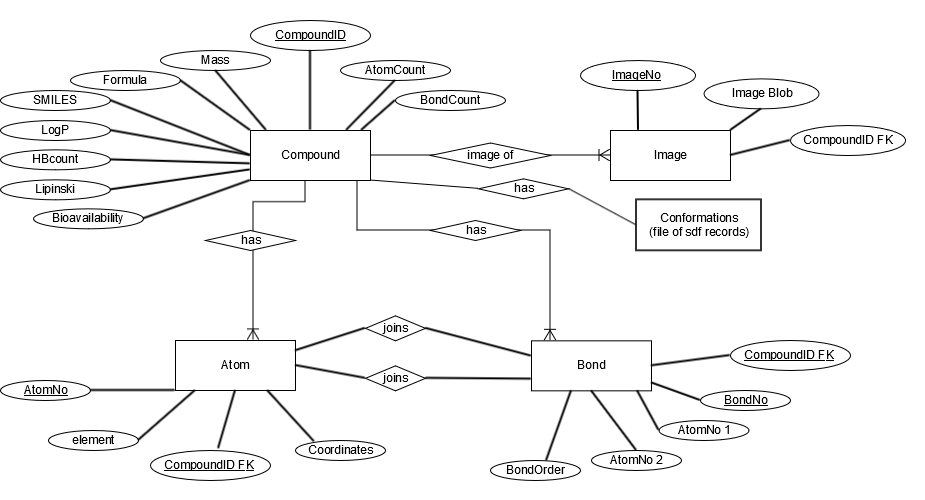 CompoundID
Mass
AtomCount
Formula
BondCount
SMILES
LogP
HBcount
Lipinski
Bioavailability
Compound
image of
ImageNo
Image Blob
CompoundID FK
Image
has
Conformations
(file of sdf records)
has
has
joins
joins
Atom
Bond
AtomNo
element
CompoundID FK
Coordinates
CompoundID FK
BondNo
AtomNo 1
AtomNo 2
BondOrder